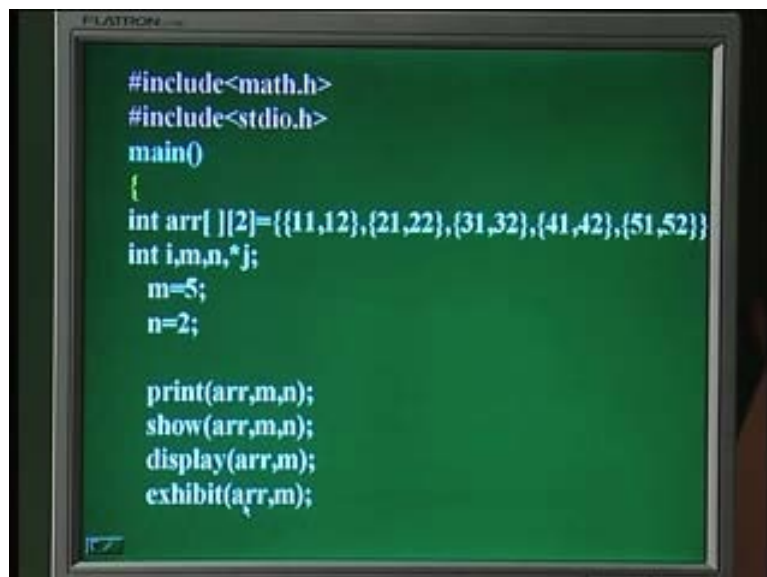 FLATRON
#include<math.h>
#include<stdio.h>
main()
{
int arr[ ][2]={{11,12},{21,22},{31,32},{41,42},{51,52}}
int i,m,n,*j;
m=5;
n=2;
print(arr,m,n);
show(arr,m,n);
display(arr,m);
exhibit(arr,m);